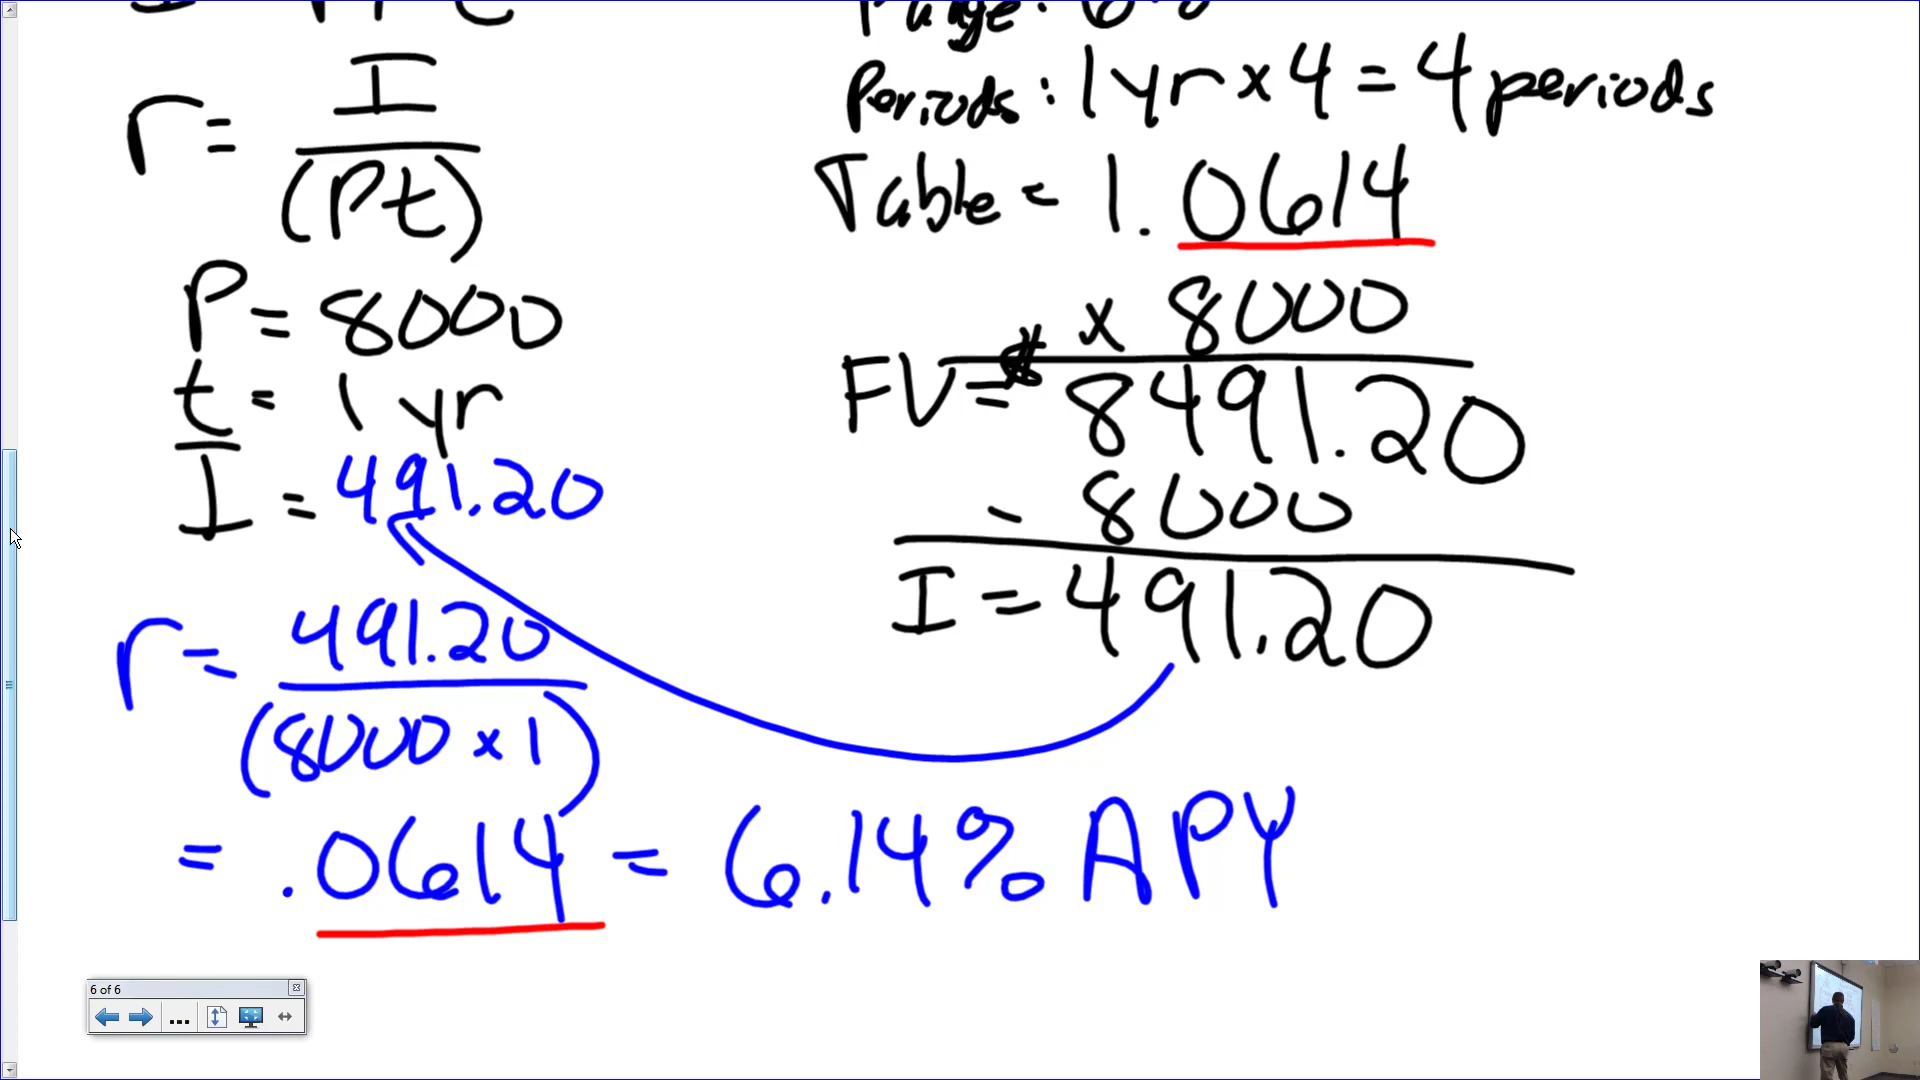 r = I
(Pt)
P = 8000
t = 1 yr
I = 491.20
r = 491.20
(8000 x 1)
= .0614 = 6.14% APY
Periods: 1 yr x 4 = 4 periods
Table = 1.0614
x 8000
FV = $ 8491.20
- 8000
I = 491.20
6 of 6